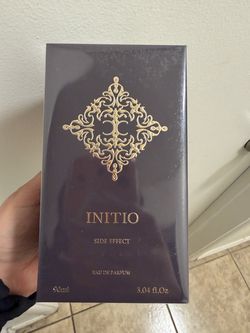 INITIO
SIDE EFFECT
EAU DE PARFUM
90ml 3.04 fl.Oz